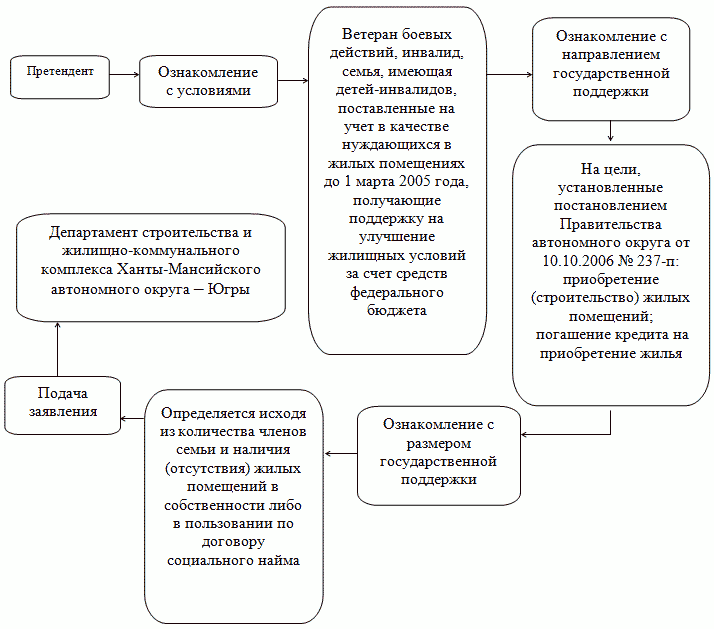 Претендент
Ознакомление
с условиями
Ветеран боевых
действий, инвалид,
семья, имеющая
детей-инвалидов,
поставленные на
учет в качестве
нуждающихся в
жилых помещениях
до 1 марта 2005 года,
получающие
поддержку на
улучшение
жилищных условий
за счет средств
федерального
бюджета
Ознакомление с
направлением
государственной
поддержки
На цели,
установленные
постановлением
Правительства
автономного округа от
10.10.2006 № 237-п:
приобретение
(строительство) жилых
помещений;
погашение кредита на
приобретение жилья
Ознакомление с
размером
государственной
поддержки
Определяется исходя
из количества членов
семьи и наличия
(отсутствия) жилых
помещений в
собственности либо
в пользовании по
договору
социального найма
Подача
заявления
Департамент строительства и
жилищно-коммунального
комплекса Ханты-Мансийского
автономного округа — Югры